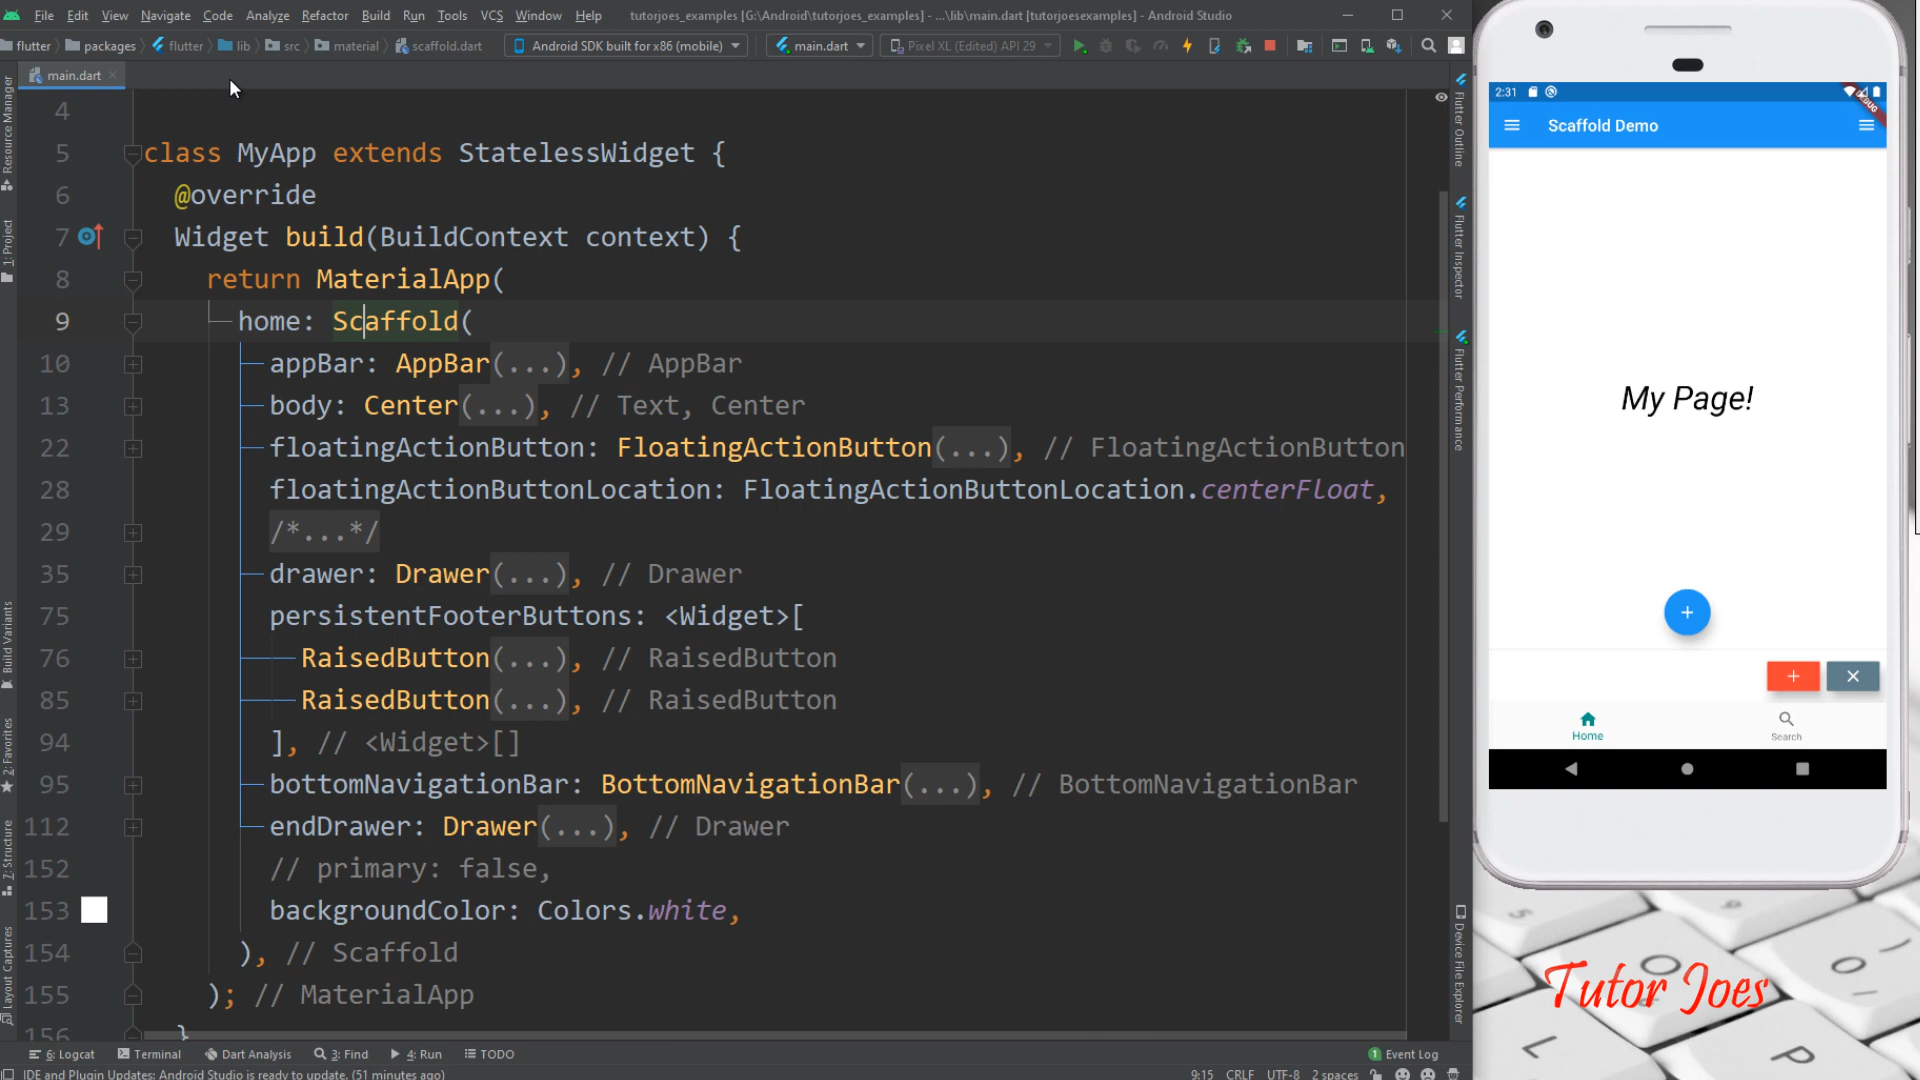 File Edit View Navigate Code Analyze Refactor Build Run Tools VCS Window Help tutorjoes_examples [G:\Android\tutorjoes_examples] - ...\lib\main.dart [tutorjoesexamples] - Android Studio
flutter packages flutter lib src material scaffold.dart Android SDK built for x86 (mobile) main.dart Pixel XL (Edited) API 29
main.dart
4
5 class MyApp extends StatelessWidget {
6 @override
7 Widget build(BuildContext context) {
8 return MaterialApp(
9 home: Scaffold(
10 appBar: AppBar(...), // AppBar
13 body: Center(...), // Text, Center
22 floatingActionButton: FloatingActionButton(...), // FloatingActionButton
28 floatingActionButtonLocation: FloatingActionButtonLocation.centerFloat,
29 /*...*/
35 drawer: Drawer(...), // Drawer
75 persistentFooterButtons: <Widget>[
76 RaisedButton(...), // RaisedButton
85 RaisedButton(...), // RaisedButton
94 ], // <Widget>[]
95 bottomNavigationBar: BottomNavigationBar(...), // BottomNavigationBar
112 endDrawer: Drawer(...), // Drawer
152 // primary: false,
153 backgroundColor: Colors.white,
154 ), // Scaffold
155 ); // MaterialApp
156 }
Resource Manager
1: Project
Build Variants
2: Favorites
7: Structure
Layout Captures
Flutter Outline
Flutter Inspector
Flutter Performance
Device File Explorer
6: Logcat Terminal Dart Analysis 3: Find 4: Run TODO 1 Event Log
IDE and Plugin Updates: Android Studio is ready to update. (51 minutes ago) 9:15 CRLF UTF-8 2 spaces
2:31
DEBUG
Scaffold Demo
My Page!
Home Search
Tutor Joes
5 9 O L P